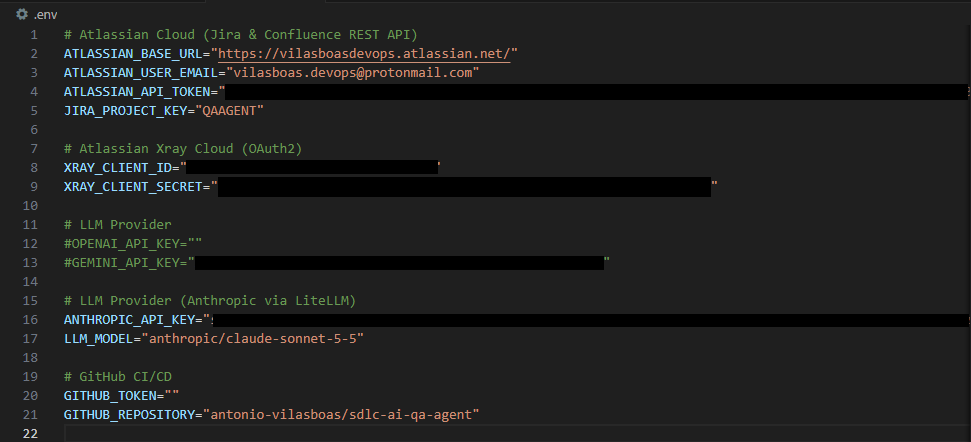 .env
1 # Atlassian Cloud (Jira & Confluence REST API)
2 ATLASSIAN_BASE_URL="https://vilasboasdevops.atlassian.net/"
3 ATLASSIAN_USER_EMAIL="vilasboas.devops@protonmail.com"
4 ATLASSIAN_API_TOKEN="
5 JIRA_PROJECT_KEY="QAAGENT"
6
7 # Atlassian Xray Cloud (OAuth2)
8 XRAY_CLIENT_ID="
9 XRAY_CLIENT_SECRET=""
10
11 # LLM Provider
12 #OPENAI_API_KEY=""
13 #GEMINI_API_KEY=""
14
15 # LLM Provider (Anthropic via LiteLLM)
16 ANTHROPIC_API_KEY="
17 LLM_MODEL="anthropic/claude-sonnet-5-5"
18
19 # GitHub CI/CD
20 GITHUB_TOKEN=""
21 GITHUB_REPOSITORY="antonio-vilasboas/sdlc-ai-qa-agent"
22